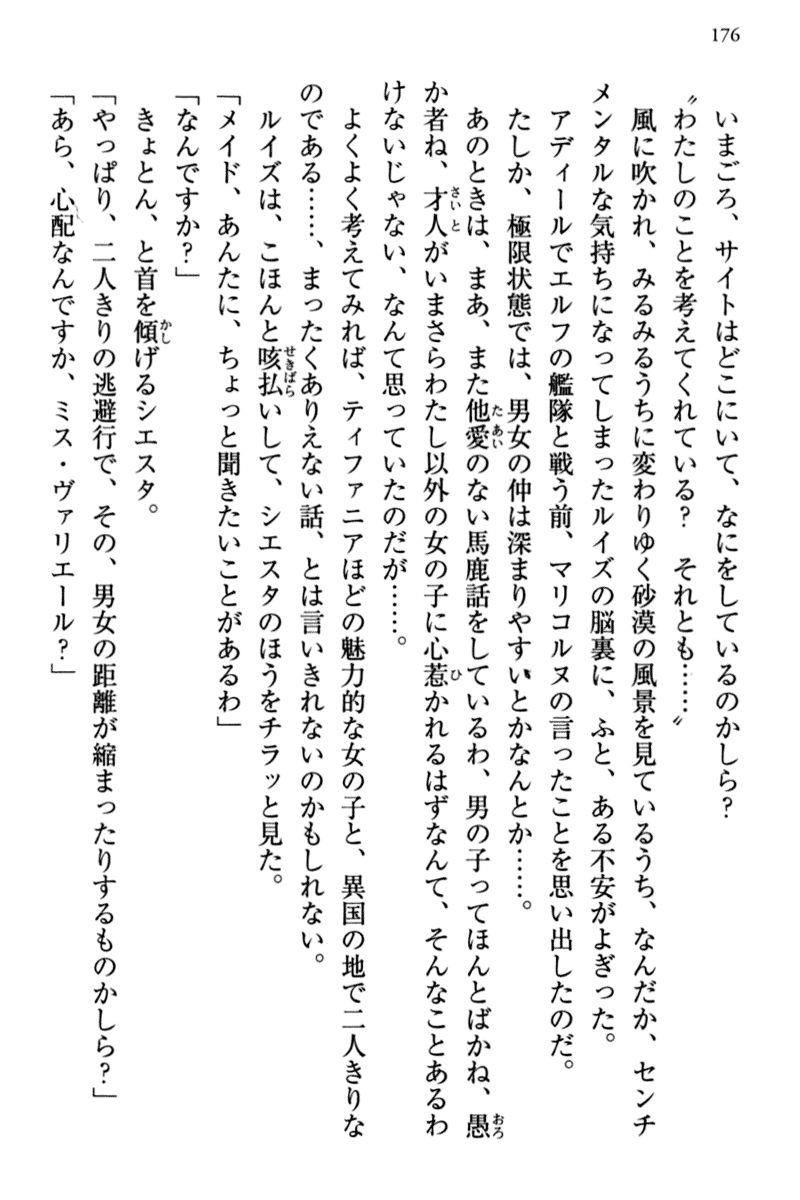 176
いまごろ、サイトはどこにいて、なにをしているのかしら?
〝わたしのことを考えてくれている? それとも……〟
風に吹かれ、みるみるうちに変わりゆく砂漠の風景を見ているうち、なんだか、センチ
メンタルな気持ちになってしまったルイズの脳裏に、ふと、ある不安がよぎった。
アディールでエルフの艦隊と戦う前、マリコルヌの言ったことを思い出したのだ。
たしか、極限状態では、男女の仲は深まりやすいとかなんとか……。
あのときは、まあ、また他愛のない馬鹿話をしているわ、男の子ってほんとばかね、愚
か者ね、才人がいまさらわたし以外の女の子に心惹かれるはずなんて、そんなことあるわ
けないじゃない、なんて思っていたのだが……。
よくよく考えてみれば、ティファニアほどの魅力的な女の子と、異国の地で二人きりな
のである……、まったくありえない話、とは言いきれないのかもしれない。
ルイズは、こほんと咳払いして、シエスタのほうをチラッと見た。
「メイド、あんたに、ちょっと聞きたいことがあるわ」
「なんですか?」
きょとん、と首を傾げるシエスタ。
「やっぱり、二人きりの逃避行で、その、男女の距離が縮まったりするものかしら?」
「あら、心配なんですか、ミス・ヴァリエール?」